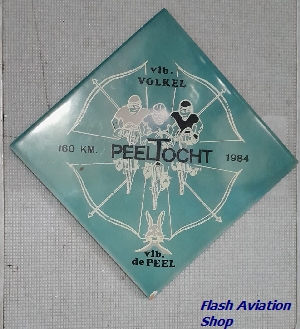 vlb.
VOLKEL
160 KM. PEELTOCHT 1984
vlb.
de PEEL
Flash Aviation
Shop